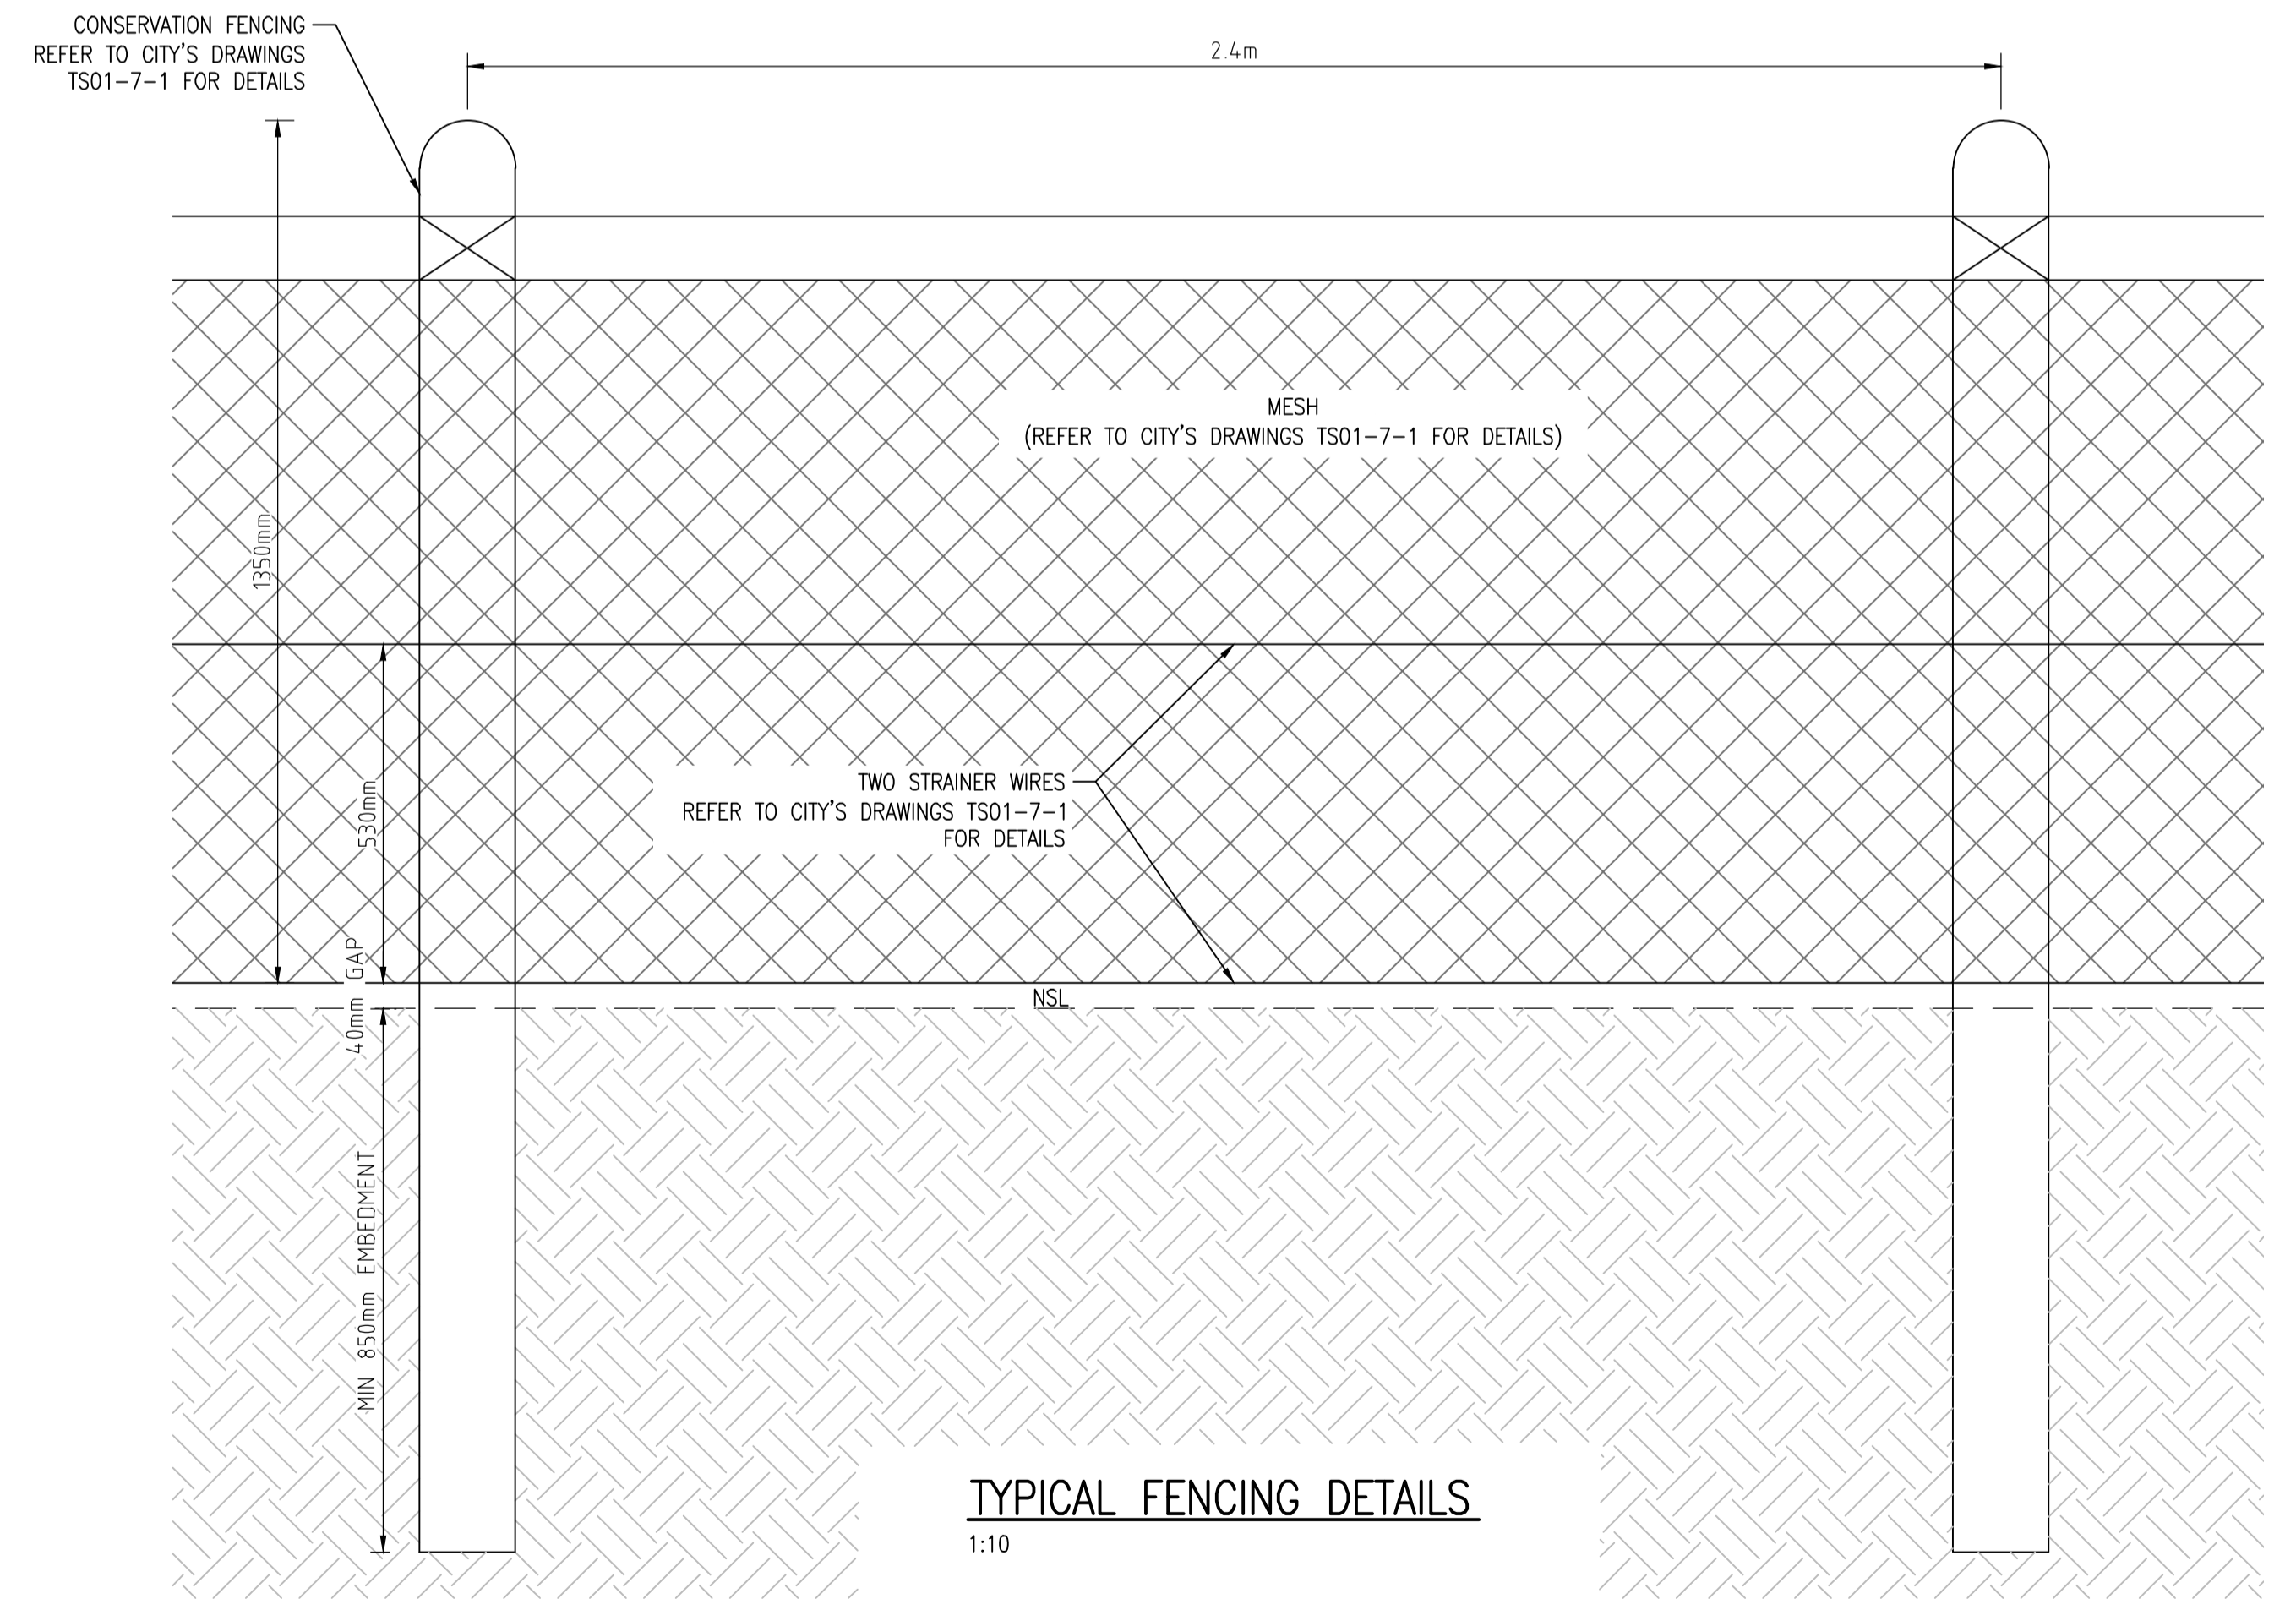 CONSERVATION FENCING
REFER TO CITY'S DRAWINGS
TS01-7-1 FOR DETAILS
2.4m
MESH
(REFER TO CITY'S DRAWINGS TS01-7-1 FOR DETAILS)
1350mm
TWO STRAINER WIRES
REFER TO CITY'S DRAWINGS TS01-7-1
FOR DETAILS
530mm
40mm GAP
NSL
MIN 850mm EMBEDMENT
TYPICAL FENCING DETAILS
1:10